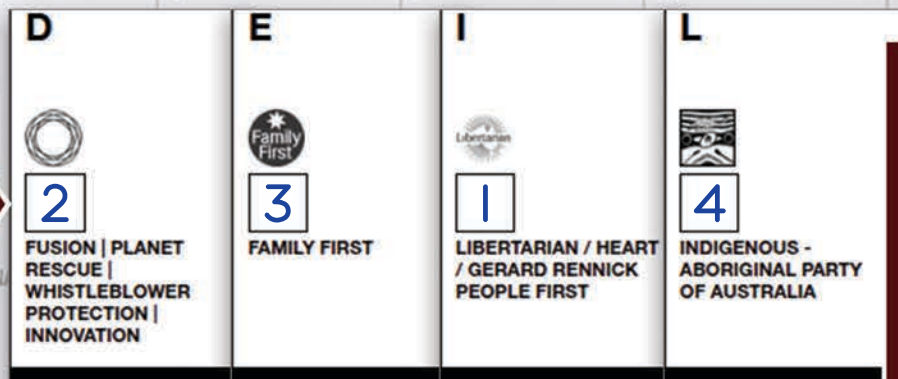 D
Family
First
2
FUSION | PLANET
RESCUE |
WHISTLEBLOWER
PROTECTION |
INNOVATION
E
3
FAMILY FIRST
I
Libertarian
1
LIBERTARIAN / HEART
/ GERARD RENNICK
PEOPLE FIRST
L
4
INDIGENOUS -
ABORIGINAL PARTY
OF AUSTRALIA